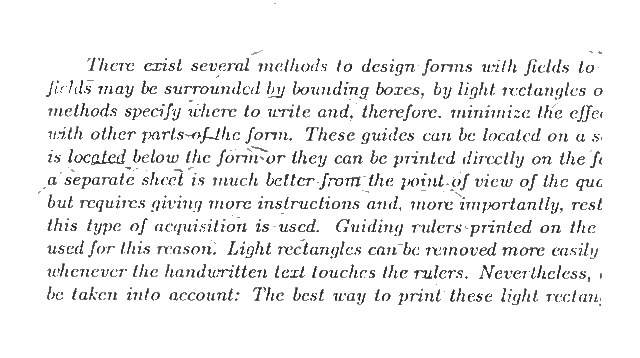 There exist several methods to design forms with fields to
fields may be surrounded by bounding boxes, by light rectangles o
methods specify where to write and, therefore, minimize the effec
with other parts of the form. These guides can be located on a s
is located below the form or they can be printed directly on the fo
a separate sheet is much better from the point of view of the qua
but requires giving more instructions and, more importantly, rest
this type of acquisition is used. Guiding rulers printed on the
used for this reason. Light rectangles can be removed more easily
whenever the handwritten text touches the rulers. Nevertheless,
be taken into account: The best way to print these light rectang